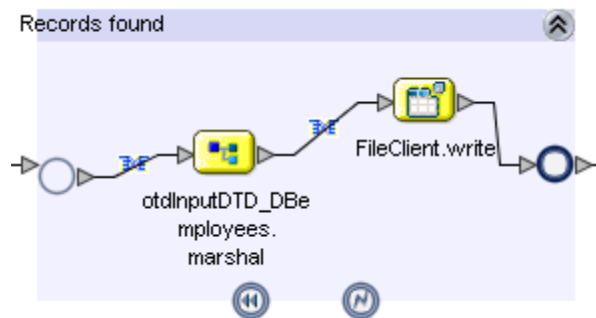 Records found
FileClient.write
otdInputDTD_DBe
mployees.
marshal